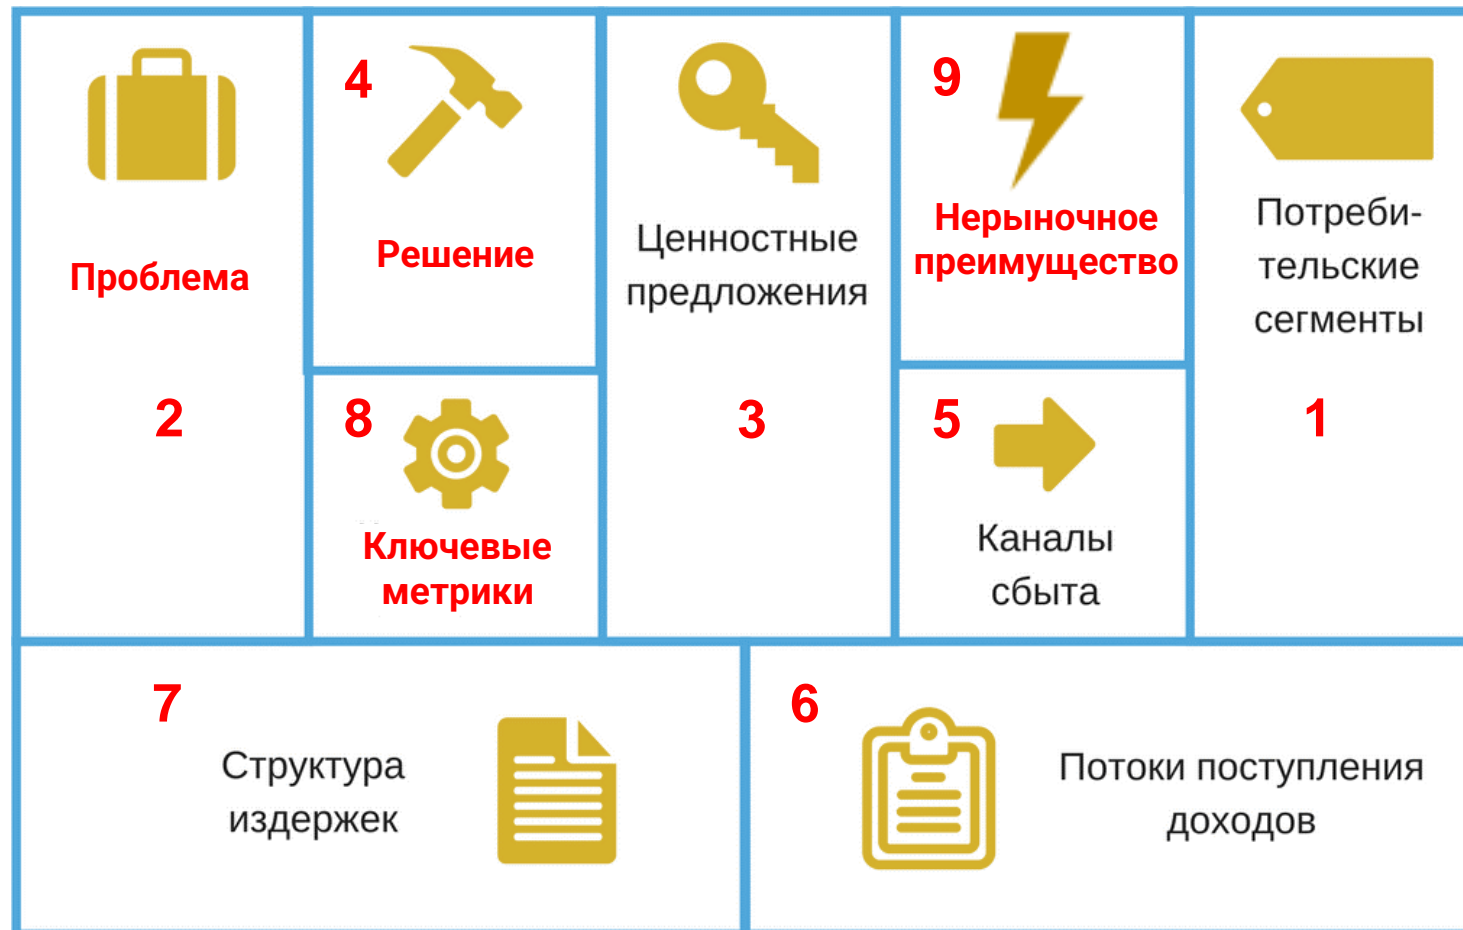 Проблема
2
4
Решение
8
Ключевые
метрики
Ценностные
предложения
3
9
Нерыночное
преимущество
5
Каналы
сбыта
Потреби-
тельские
сегменты
1
7
Структура
издержек
6
Потоки поступления
доходов